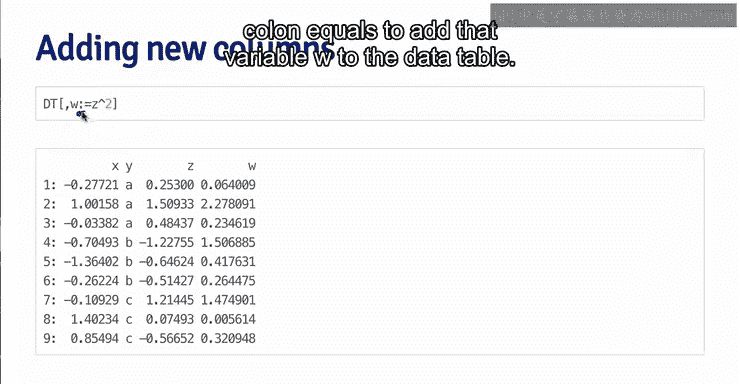 colon equals to add that
Adding new columns
variable w to the data table.
DT[,w:=z^2]
x y z w
1: -0.27721 a 0.25300 0.064009
2: 1.00158 a 1.50933 2.278091
3: -0.03382 a 0.48437 0.234619
4: -0.70493 b -1.22755 1.506885
5: -1.36402 b -0.64624 0.417631
6: -0.26224 b -0.51427 0.264475
7: -0.10929 c 1.21445 1.474901
8: 1.40234 c 0.07493 0.005614
9: 0.85494 c -0.56652 0.320948